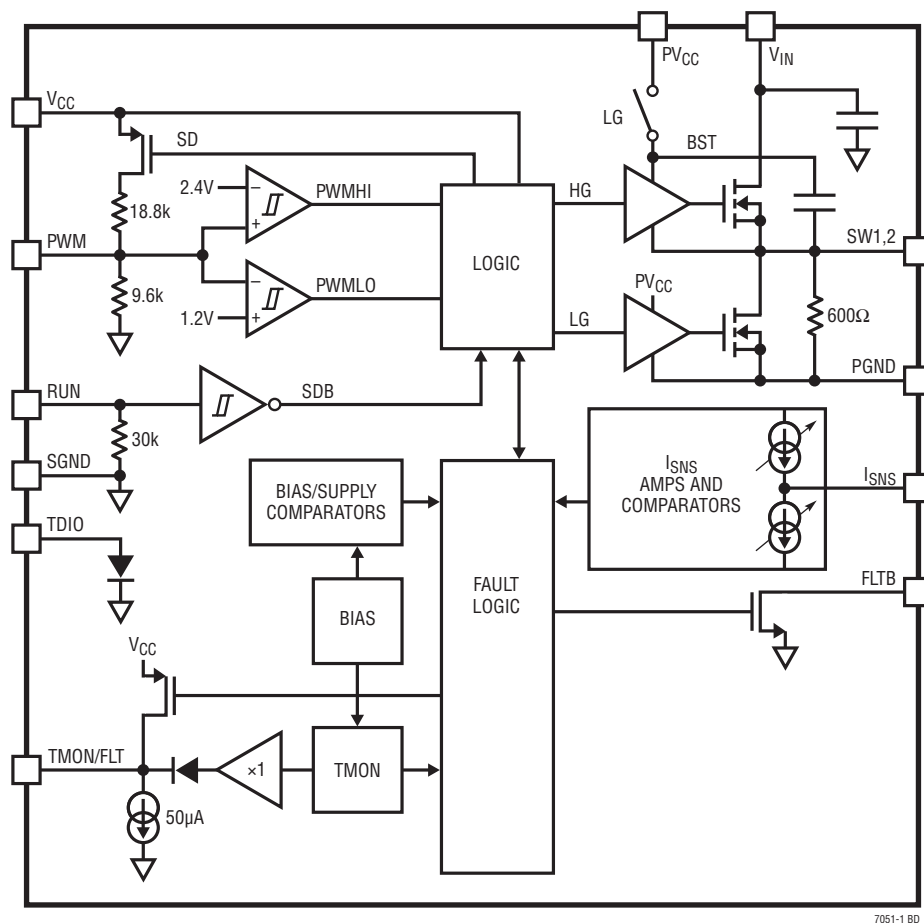 PVCC
VIN
VCC
LG
SD
BST
2.4V
−
PWMHI
HG
18.8k
+
PWM
LOGIC
SW1,2
−
PWMLO
PVCC
9.6k
1.2V
+
LG
600Ω
PGND
RUN
SDB
30k
SGND
ISNS
AMPS AND
COMPARATORS
ISNS
BIAS/SUPPLY
COMPARATORS
TDIO
FLTB
FAULT
LOGIC
BIAS
VCC
TMON/FLT
×1
TMON
50µA
7051-1 BD